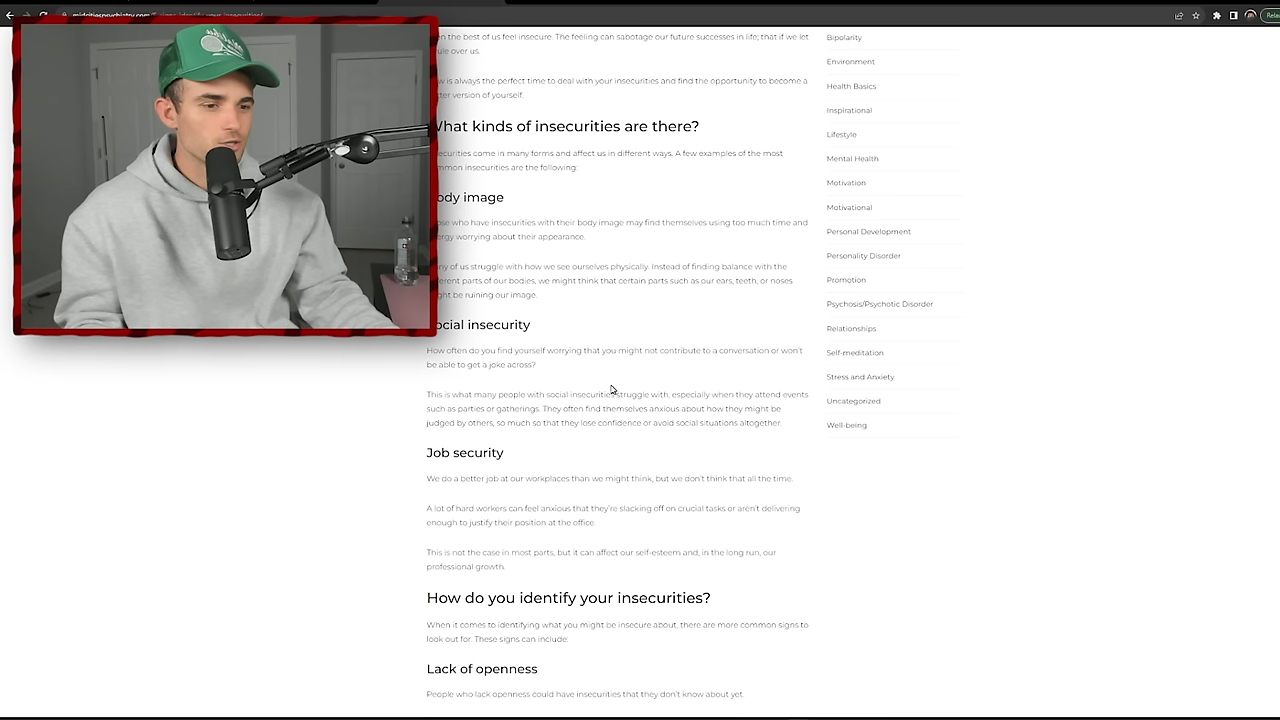 the best of us feel insecure. The feeling can sabotage our future successes in life; that if we let
rule over us.
is always the perfect time to deal with your insecurities and find the opportunity to become a
version of yourself.
What kinds of insecurities are there?
come in many forms and affect us in different ways. A few examples of the most
common insecurities are the following:
body image
who have insecurities with their body image may find themselves using too much time and
worrying about their appearance.
of us struggle with how we see ourselves physically. Instead of finding balance with the
parts of our bodies, we might think that certain parts such as our ears, teeth, or noses
be ruining our image.
Social insecurity
How often do you find yourself worrying that you might not contribute to a conversation or won't
be able to get a joke across?
This is what many people with social insecurities struggle with, especially when they attend events
such as parties or gatherings. They often find themselves anxious about how they might be
judged by others, so much so that they lose confidence or avoid social situations altogether.
Job security
We do a better job at our workplaces than we might think, but we don't think that all the time.
A lot of hard workers can feel anxious that they're slacking off on crucial tasks or aren't delivering
enough to justify their position at the office.
This is not the case in most parts, but it can affect our self-esteem and, in the long run, our
professional growth.
How do you identify your insecurities?
When it comes to identifying what you might be insecure about, there are more common signs to
look out for. These signs can include:
Lack of openness
People who lack openness could have insecurities that they don't know about yet.
Bipolarity
Environment
Health Basics
Inspirational
Lifestyle
Mental Health
Motivation
Motivational
Personal Development
Personality Disorder
Promotion
Psychosis/Psychotic Disorder
Relationships
Self-meditation
Stress and Anxiety
Uncategorized
Well-being